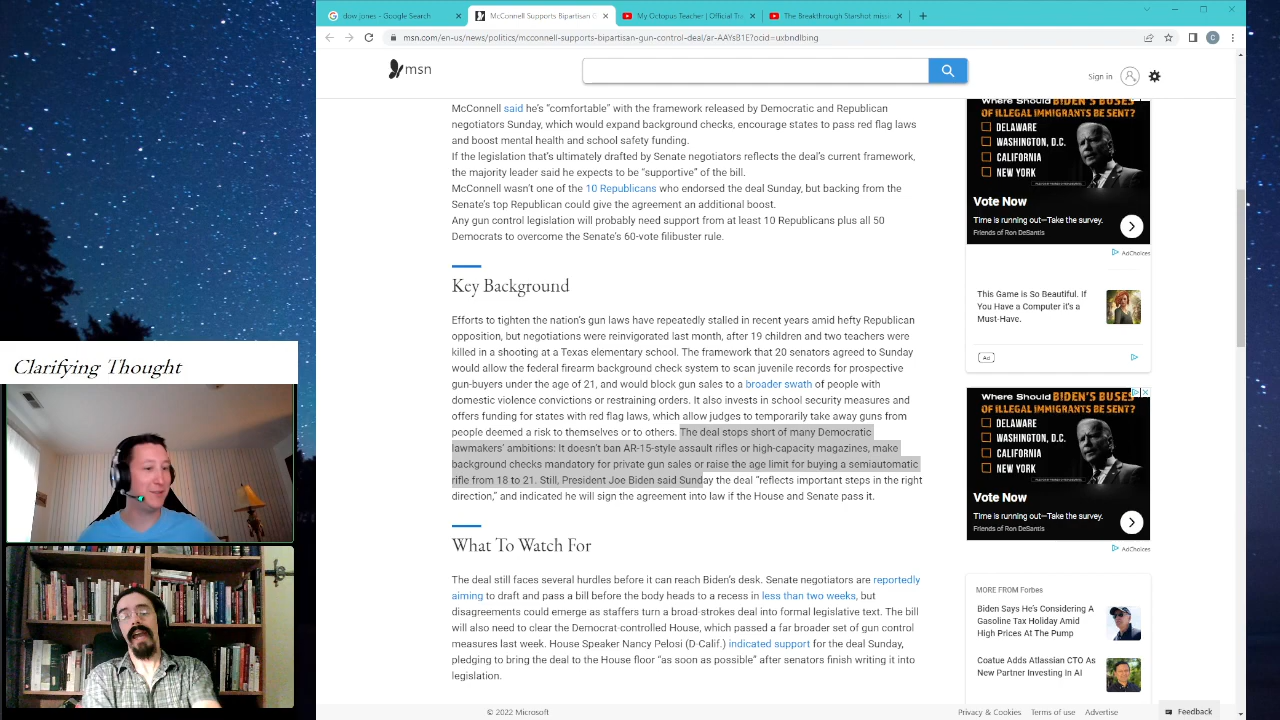 dow jones - Google Search
McConnell Supports Bipartisan G
My Octopus Teacher | Official Tra
The Breakthrough Starshot missi
msn.com/en-us/news/politics/mcconnell-supports-bipartisan-gun-control-deal/ar-AAYsB1E?ocid=uxbndlbing
C
msn
Sign in
McConnell said he's “comfortable” with the framework released by Democratic and Republican
negotiators Sunday, which would expand background checks, encourage states to pass red flag laws
and boost mental health and school safety funding.
If the legislation that's ultimately drafted by Senate negotiators reflects the deal's current framework,
the majority leader said he expects to be “supportive” of the bill.
McConnell wasn't one of the 10 Republicans who endorsed the deal Sunday, but backing from the
Senate's top Republican could give the agreement an additional boost.
Any gun control legislation will probably need support from at least 10 Republicans plus all 50
Democrats to overcome the Senate's 60-vote filibuster rule.
Key Background
Efforts to tighten the nation's gun laws have repeatedly stalled in recent years amid hefty Republican
opposition, but negotiations were reinvigorated last month, after 19 children and two teachers were
killed in a shooting at a Texas elementary school. The framework that 20 senators agreed to Sunday
would allow the federal firearm background check system to scan juvenile records for prospective
gun-buyers under the age of 21, and would block gun sales to a broader swath of people with
domestic violence convictions or restraining orders. It also invests in school security measures and
offers funding for states with red flag laws, which allow judges to temporarily take away guns from
people deemed a risk to themselves or to others. The deal stops short of many Democratic
lawmakers' ambitions: It doesn't ban AR-15-style assault rifles or high-capacity magazines, make
background checks mandatory for private gun sales or raise the age limit for buying a semiautomatic
rifle from 18 to 21. Still, President Joe Biden said Sunday the deal “reflects important steps in the right
direction,” and indicated he will sign the agreement into law if the House and Senate pass it.
What To Watch For
The deal still faces several hurdles before it can reach Biden's desk. Senate negotiators are reportedly
aiming to draft and pass a bill before the body heads to a recess in less than two weeks, but
disagreements could emerge as staffers turn a broad strokes deal into formal legislative text. The bill
will also need to clear the Democrat-controlled House, which passed a far broader set of gun control
measures last week. House Speaker Nancy Pelosi (D-Calif.) indicated support for the deal Sunday,
pledging to bring the deal to the House floor “as soon as possible” after senators finish writing it into
legislation.
Where Should BIDEN'S BUSES
OF ILLEGAL IMMIGRANTS BE SENT?
DELAWARE
WASHINGTON, D.C.
CALIFORNIA
NEW YORK
Vote Now
Time is running out—Take the survey.
Friends of Ron DeSantis
AdChoices
This Game is So Beautiful. If
You Have a Computer it's a
Must-Have.
Ad
Where Should BIDEN'S BUSES
OF ILLEGAL IMMIGRANTS BE SENT?
DELAWARE
WASHINGTON, D.C.
CALIFORNIA
NEW YORK
Vote Now
Time is running out—Take the survey.
Friends of Ron DeSantis
AdChoices
MORE FROM Forbes
Biden Says He's Considering A
Gasoline Tax Holiday Amid
High Prices At The Pump
Coatue Adds Atlassian CTO As
New Partner Investing In AI
© 2022 Microsoft
Privacy & Cookies
Terms of use
Advertise
Feedback
Clarifying Thought